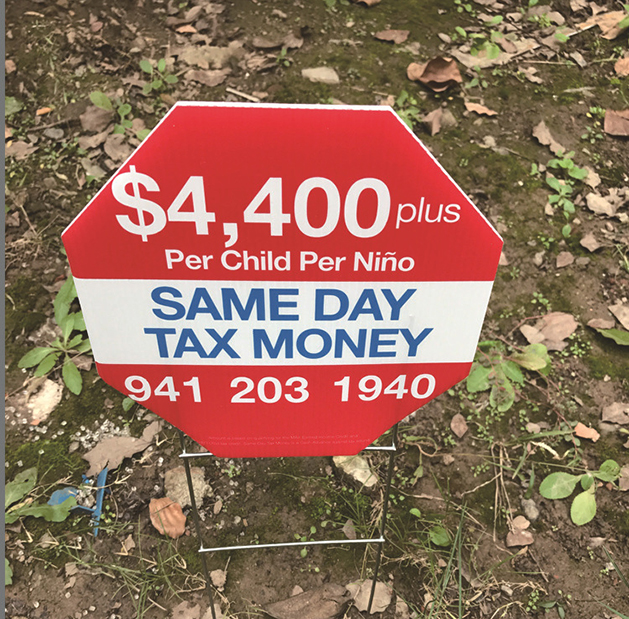 $4,400 plus
Per Child Per Niño
SAME DAY
TAX MONEY
941 203 1940